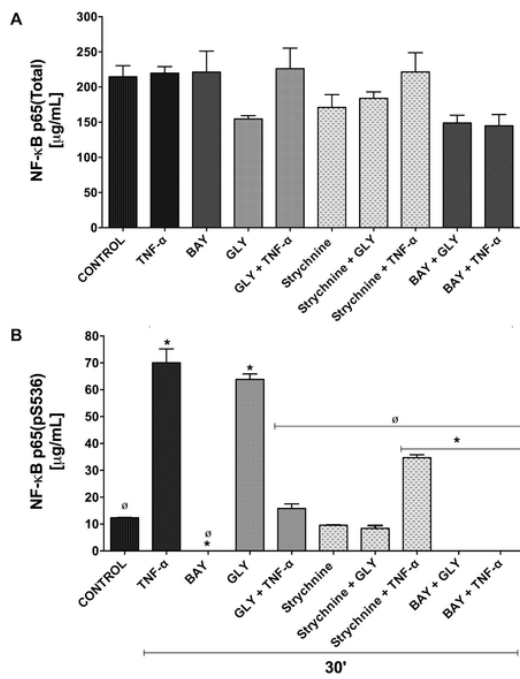 A
NF-κB p65(Total)
[µg/mL]
300
250
200
150
100
50
0
CONTROL
TNF-α
BAY
GLY
GLY + TNF-α
Strychnine
Strychnine + GLY
Strychnine + TNF-α
BAY + GLY
BAY + TNF-α
B
NF-κB p65(pS536)
[µg/mL]
80
70
60
50
40
30
20
10
0
ø
*
ø
*
*
ø
*
CONTROL
TNF-α
BAY
GLY
GLY + TNF-α
Strychnine
Strychnine + GLY
Strychnine + TNF-α
BAY + GLY
BAY + TNF-α
30'